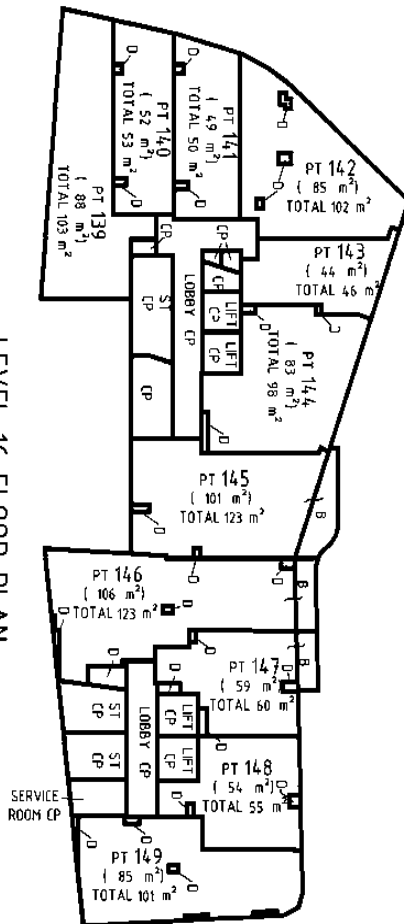 D
D
PT 140
( 52 m²)
TOTAL 53 m²
D
D
PT 141
( 49 m²)
TOTAL 50 m²
D
D
PT 142
( 85 m²)
TOTAL 102 m²
D
D
PT 139
( 88 m²)
TOTAL 103 m²
CP
CP
PT 143
( 44 m²)
TOTAL 46 m²
CP
ST
CP
LOBBY CP
LIFT
CP
LIFT
CP
D
D
PT 144
( 83 m²)
TOTAL 98 m²
CP
D
PT 145
( 101 m²)
TOTAL 123 m²
B
D
D
LEVEL 16 FLOOR PLAN
PT 146
( 106 m²)
TOTAL 123 m²
D
D
D
B
D
D
D
PT 147
( 59 m²)
TOTAL 60 m²
D
B
ST
CP
LOBBY CP
LIFT
CP
D
ST
CP
LIFT
CP
PT 148
( 54 m²)
TOTAL 55 m²
D
SERVICE
ROOM CP
D
D
D
PT 149
( 85 m²)
TOTAL 101 m²
D